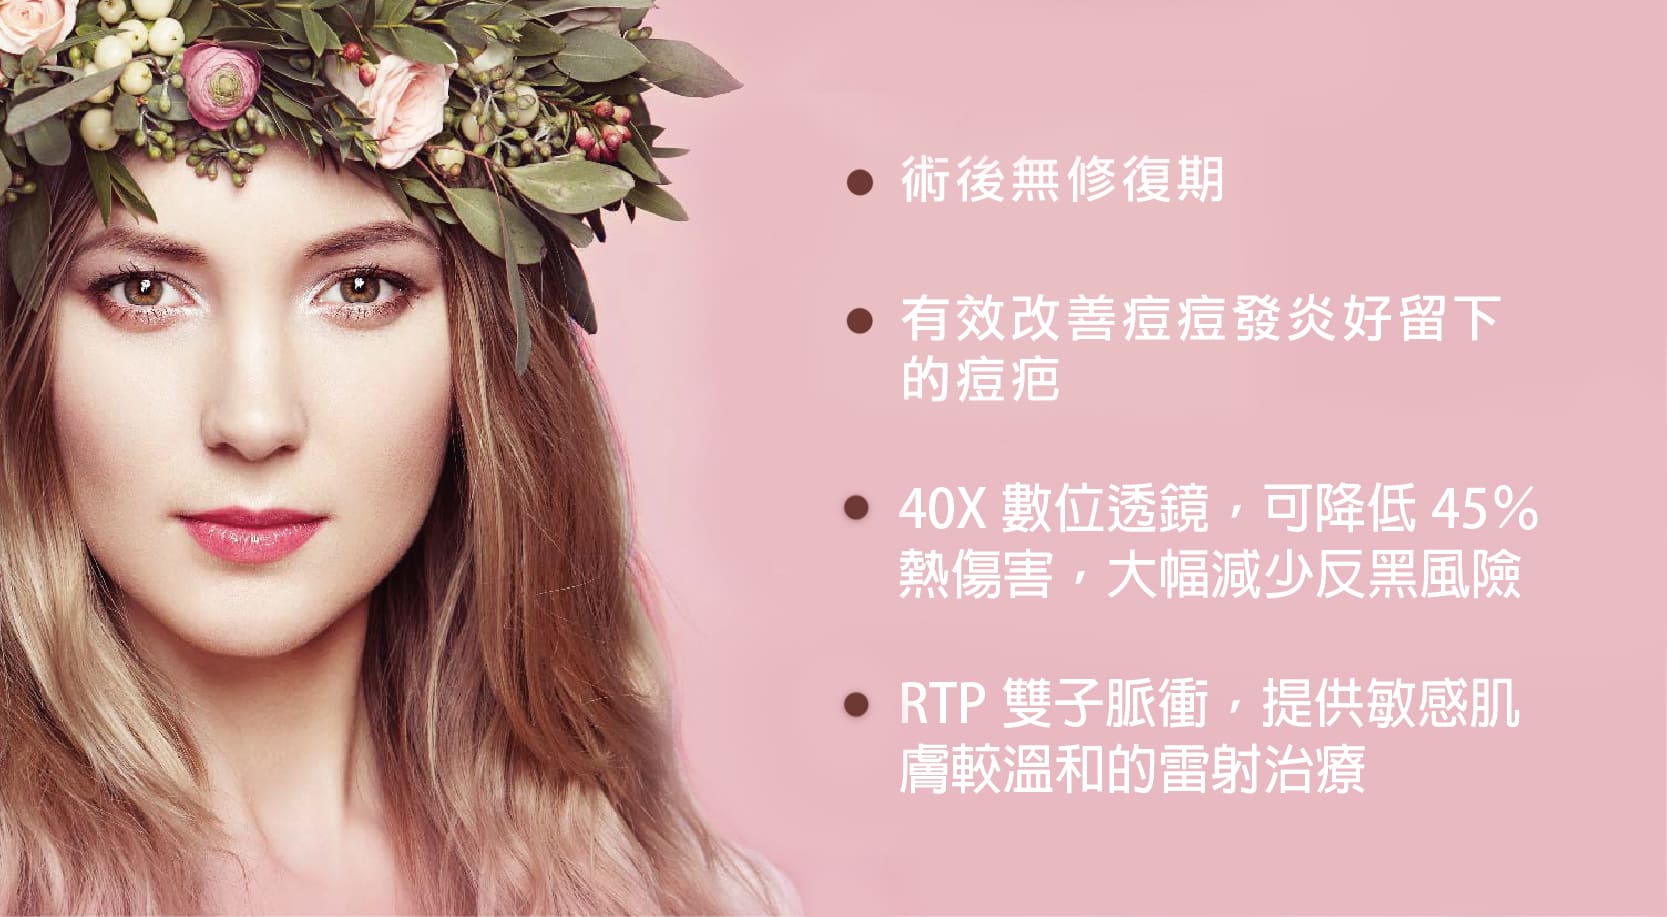 術後無修復期
有效改善痘痘發炎好留下
的痘疤
40X 數位透鏡，可降低 45%
熱傷害，大幅減少反黑風險
RTP 雙子脈衝，提供敏感肌
膚較溫和的雷射治療